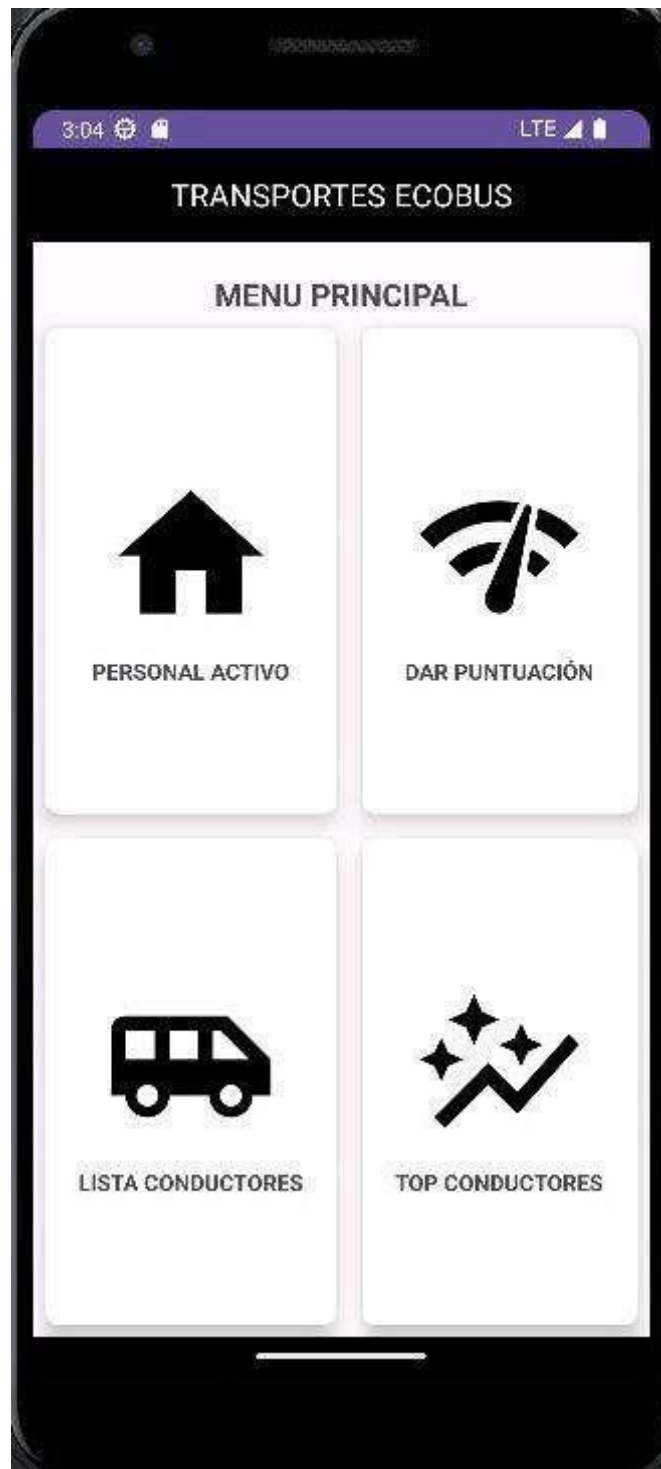 3:04 LTE
TRANSPORTES ECOBUS
MENU PRINCIPAL
PERSONAL ACTIVO DAR PUNTUACIÓN
LISTA CONDUCTORES TOP CONDUCTORES